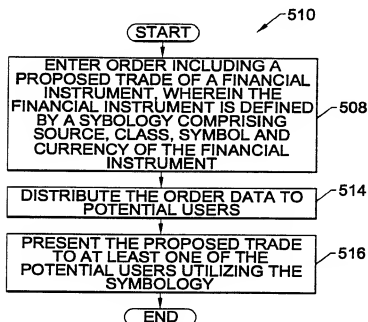 START
510
ENTER ORDER INCLUDING A
PROPOSED TRADE OF A FINANCIAL
INSTRUMENT, WHEREIN THE
FINANCIAL INSTRUMENT IS DEFINED
BY A SYBOLOGY COMPRISING
SOURCE, CLASS, SYMBOL AND
CURRENCY OF THE FINANCIAL
INSTRUMENT
508
DISTRIBUTE THE ORDER DATA TO
POTENTIAL USERS
514
PRESENT THE PROPOSED TRADE
TO AT LEAST ONE OF THE
POTENTIAL USERS UTILIZING THE
SYMBOLOGY
516
END